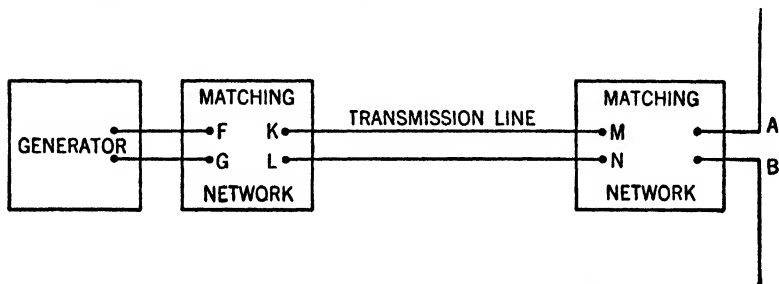 GENERATOR
MATCHING
F K
G L
NETWORK
TRANSMISSION LINE
MATCHING
M
N
NETWORK
A
B